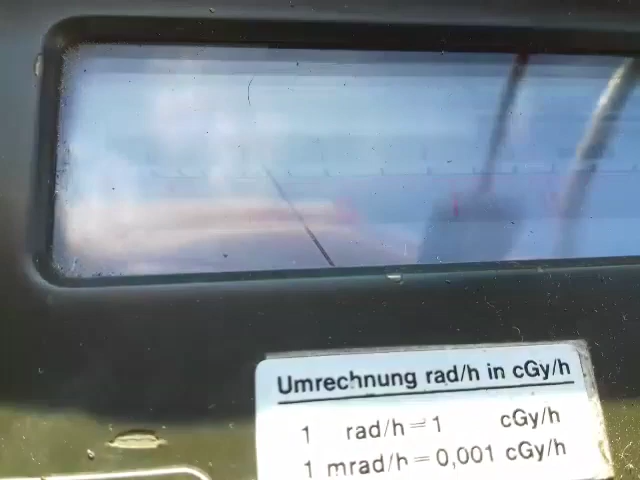 Umrechnung rad/h in cGy/h
1 rad/h = 1 cGy/h
1 mrad/h = 0,001 cGy/h